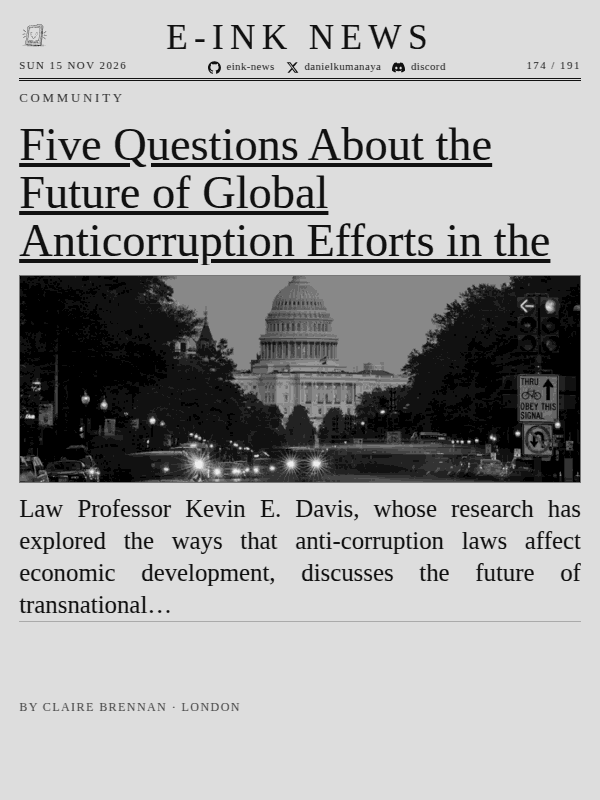 E-INK NEWS
SUN 15 NOV 2026
eink-news danielkumanaya discord
174 / 191
COMMUNITY
Five Questions About the
Future of Global
Anticorruption Efforts in the
THRU
OBEY THIS
SIGNAL
Law Professor Kevin E. Davis, whose research has
explored the ways that anti-corruption laws affect
economic development, discusses the future of
transnational…
BY CLAIRE BRENNAN · LONDON